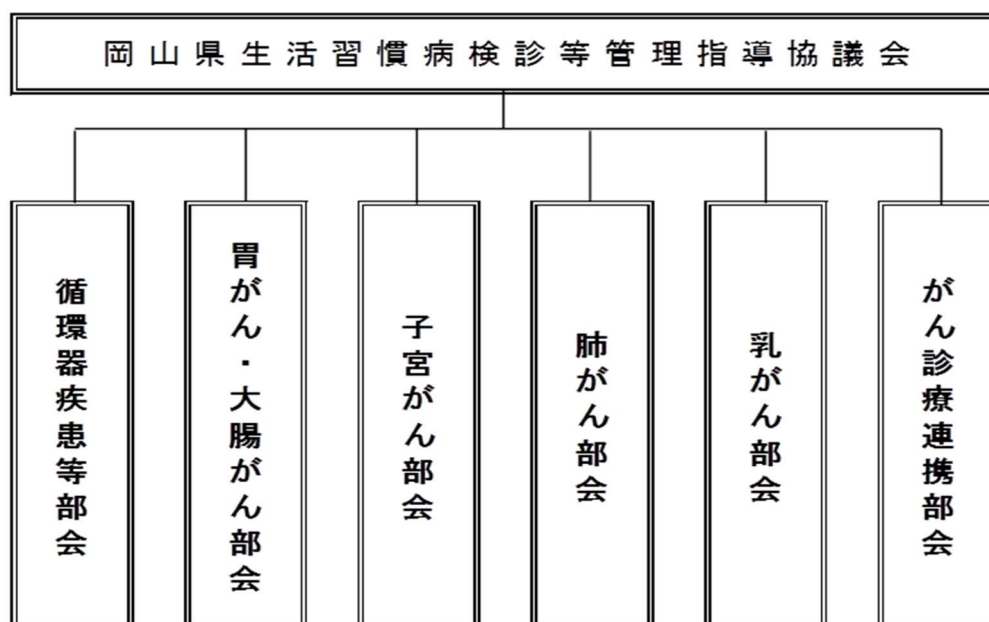 岡山県生活習慣病検診等管理指導協議会
循環器疾患等部会
胃がん・大腸がん部会
子宮がん部会
肺がん部会
乳がん部会
がん診療連携部会